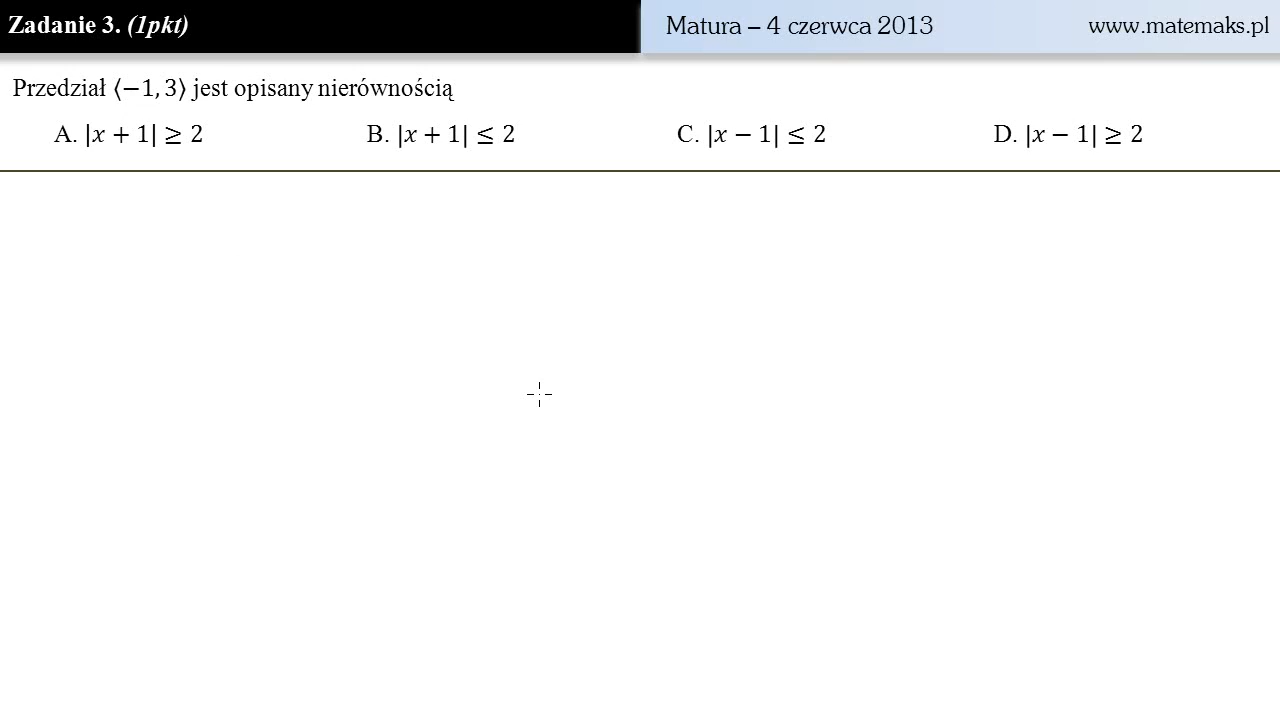 Zadanie 3. (1pkt)
Matura – 4 czerwca 2013
www.matemaks.pl
Przedział ⟨−1, 3⟩ jest opisany nierównością
A. |x + 1| ≥ 2 B. |x + 1| ≤ 2 C. |x − 1| ≤ 2 D. |x − 1| ≥ 2